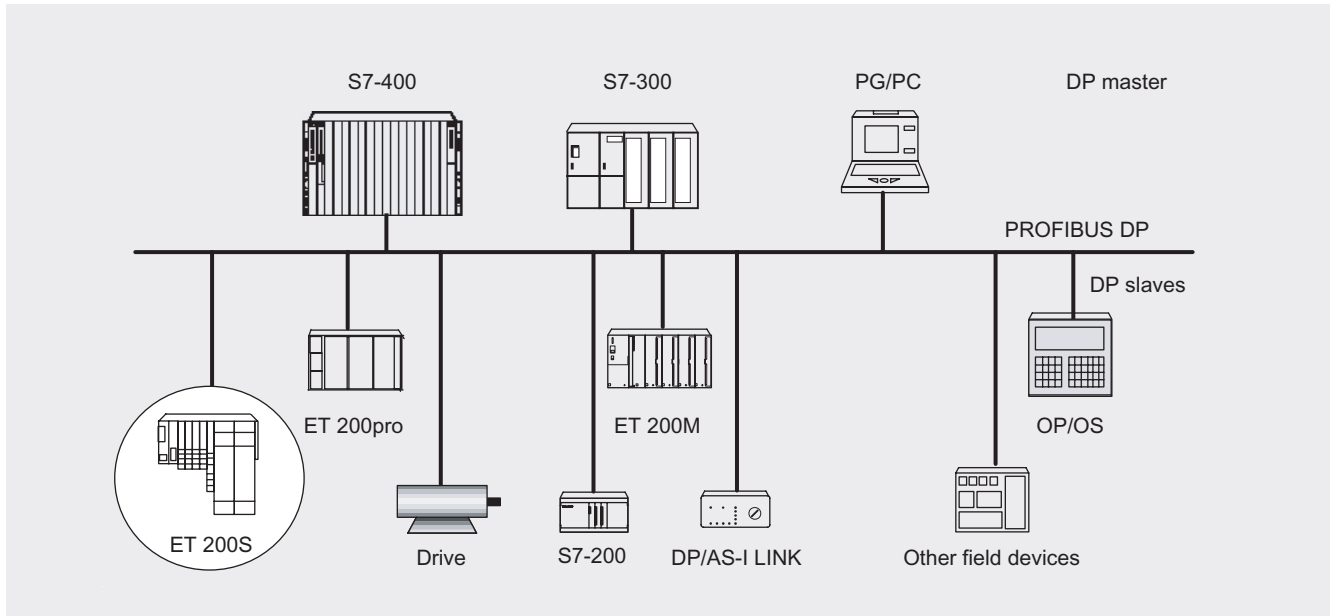 S7-400
S7-300
PG/PC
DP master
PROFIBUS DP
DP slaves
ET 200pro
ET 200M
OP/OS
ET 200S
Drive
S7-200
DP/AS-I LINK
Other field devices